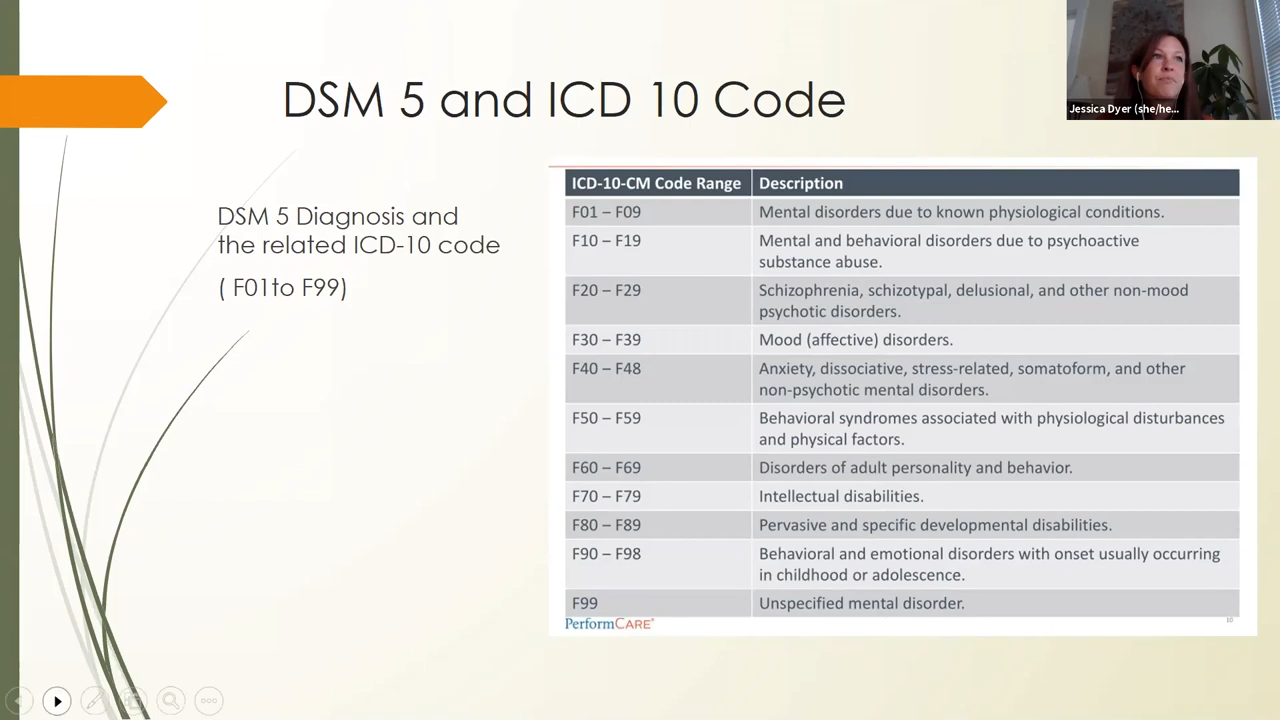 DSM 5 and ICD 10 Code
Jessica Dyer (she/he...
DSM 5 Diagnosis and
the related ICD-10 code
( F01to F99)
ICD-10-CM Code Range Description
F01 – F09 Mental disorders due to known physiological conditions.
F10 – F19 Mental and behavioral disorders due to psychoactive
substance abuse.
F20 – F29 Schizophrenia, schizotypal, delusional, and other non-mood
psychotic disorders.
F30 – F39 Mood (affective) disorders.
F40 – F48 Anxiety, dissociative, stress-related, somatoform, and other
non-psychotic mental disorders.
F50 – F59 Behavioral syndromes associated with physiological disturbances
and physical factors.
F60 – F69 Disorders of adult personality and behavior.
F70 – F79 Intellectual disabilities.
F80 – F89 Pervasive and specific developmental disabilities.
F90 – F98 Behavioral and emotional disorders with onset usually occurring
in childhood or adolescence.
F99 Unspecified mental disorder.
PerformCARE® 10